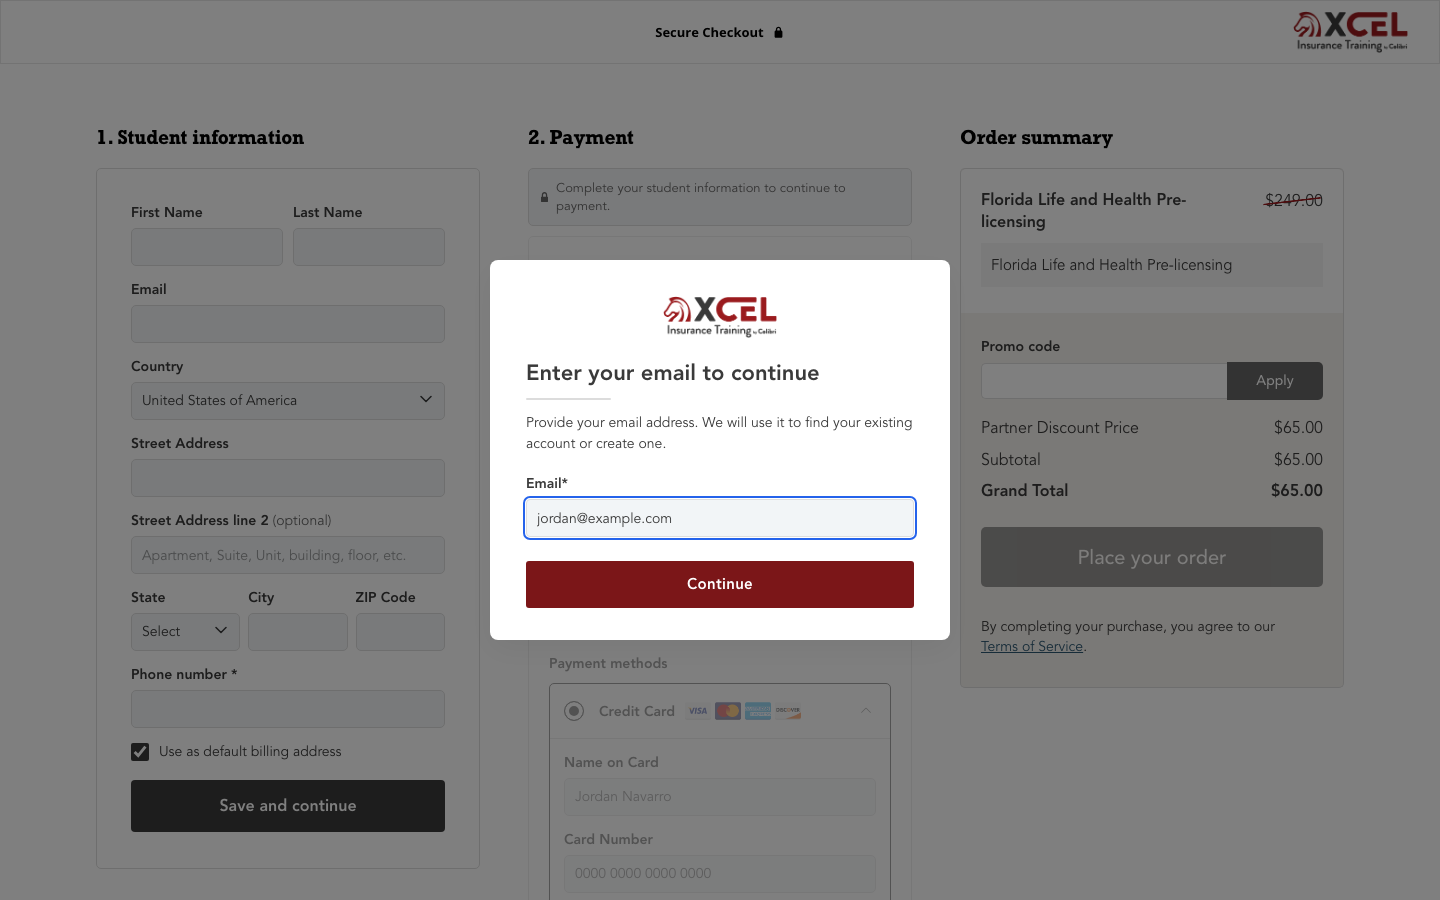 Secure Checkout
XCEL
Insurance Training by Colibri
1. Student information
First Name
Last Name
Email
Country
United States of America
Street Address
Street Address line 2 (optional)
Apartment, Suite, Unit, building, floor, etc.
State
City
ZIP Code
Select
Phone number *
Use as default billing address
Save and continue
2. Payment
Complete your student information to continue to
payment.
XCEL
Insurance Training by Colibri
Enter your email to continue
Provide your email address. We will use it to find your existing
account or create one.
Email*
jordan@example.com
Continue
Payment methods
Credit Card
VISA
DISCOVER
Name on Card
Jordan Navarro
Card Number
0000 0000 0000 0000
Order summary
Florida Life and Health Pre-
licensing
$249.00
Florida Life and Health Pre-licensing
Promo code
Apply
Partner Discount Price
$65.00
Subtotal
$65.00
Grand Total
$65.00
Place your order
By completing your purchase, you agree to our
Terms of Service.